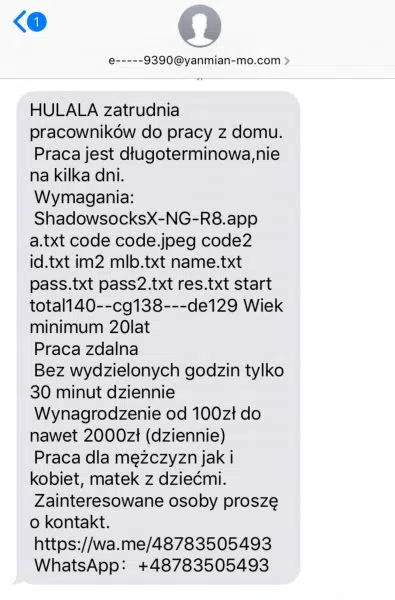 1
e-----9390@yanmian-mo.com >
HULALA zatrudnia
pracowników do pracy z domu.
Praca jest długoterminowa,nie
na kilka dni.
Wymagania:
ShadowsocksX-NG-R8.app
a.txt code code.jpeg code2
id.txt im2 mlb.txt name.txt
pass.txt pass2.txt res.txt start
total140--cg138---de129 Wiek
minimum 20lat
Praca zdalna
Bez wydzielonych godzin tylko
30 minut dziennie
Wynagrodzenie od 100zł do
nawet 2000zł (dziennie)
Praca dla mężczyzn jak i
kobiet, matek z dziećmi.
Zainteresowane osoby proszę
o kontakt.
https://wa.me/48783505493
WhatsApp：+48783505493